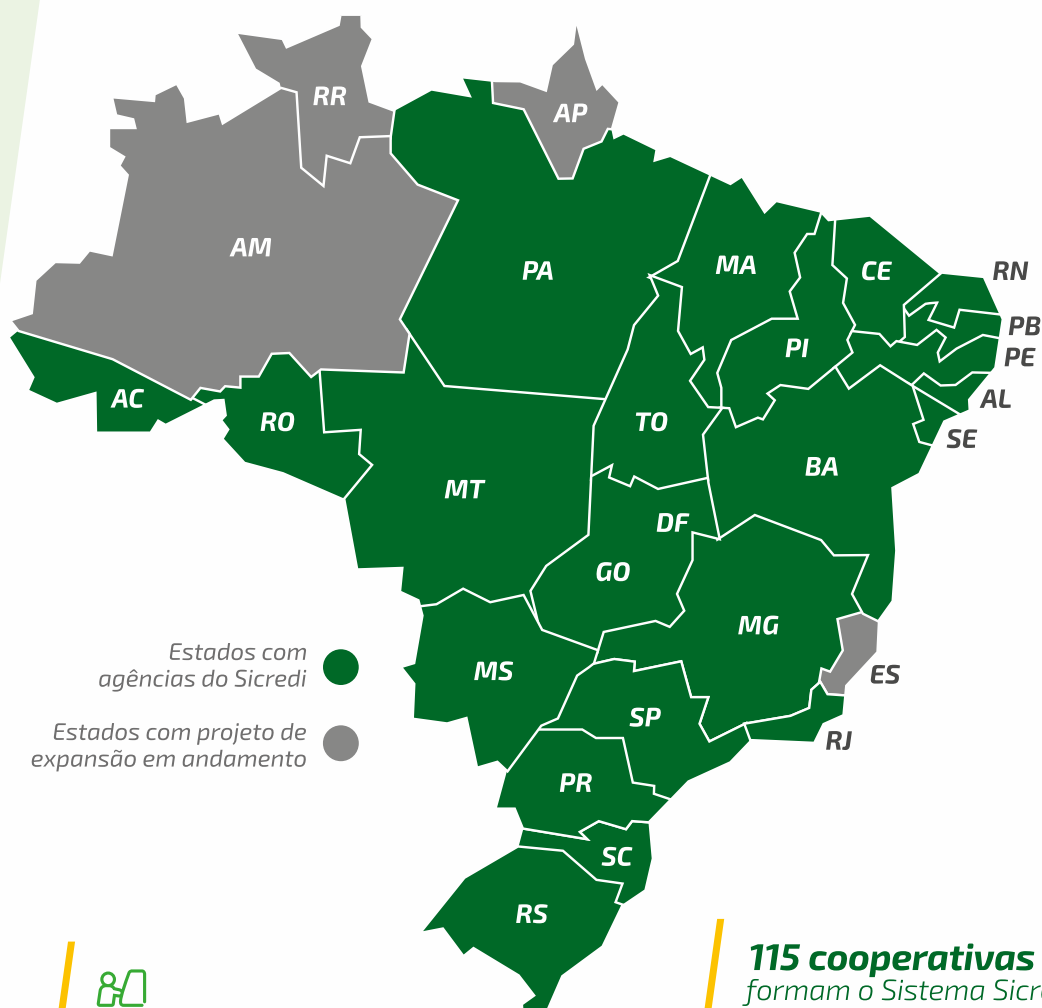 RR
AP
AM
PA
MA
CE
RN
PB
PI
PE
AC
AL
RO
TO
SE
BA
MT
DF
GO
MG
Estados com
agências do Sicredi
MS
ES
SP
RJ
Estados com projeto de
expansão em andamento
PR
SC
RS
115 cooperativas
formam o Sistema